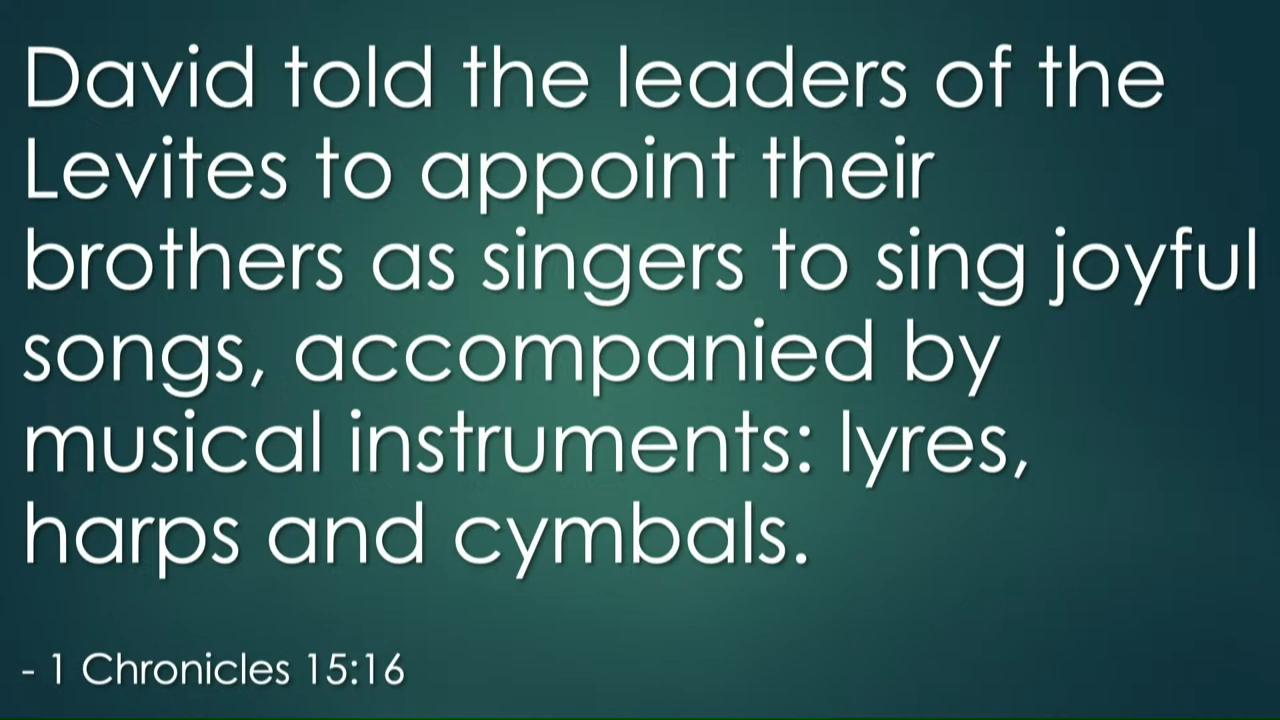 David told the leaders of the
Levites to appoint their
brothers as singers to sing joyful
songs, accompanied by
musical instruments: lyres,
harps and cymbals.
- 1 Chronicles 15:16